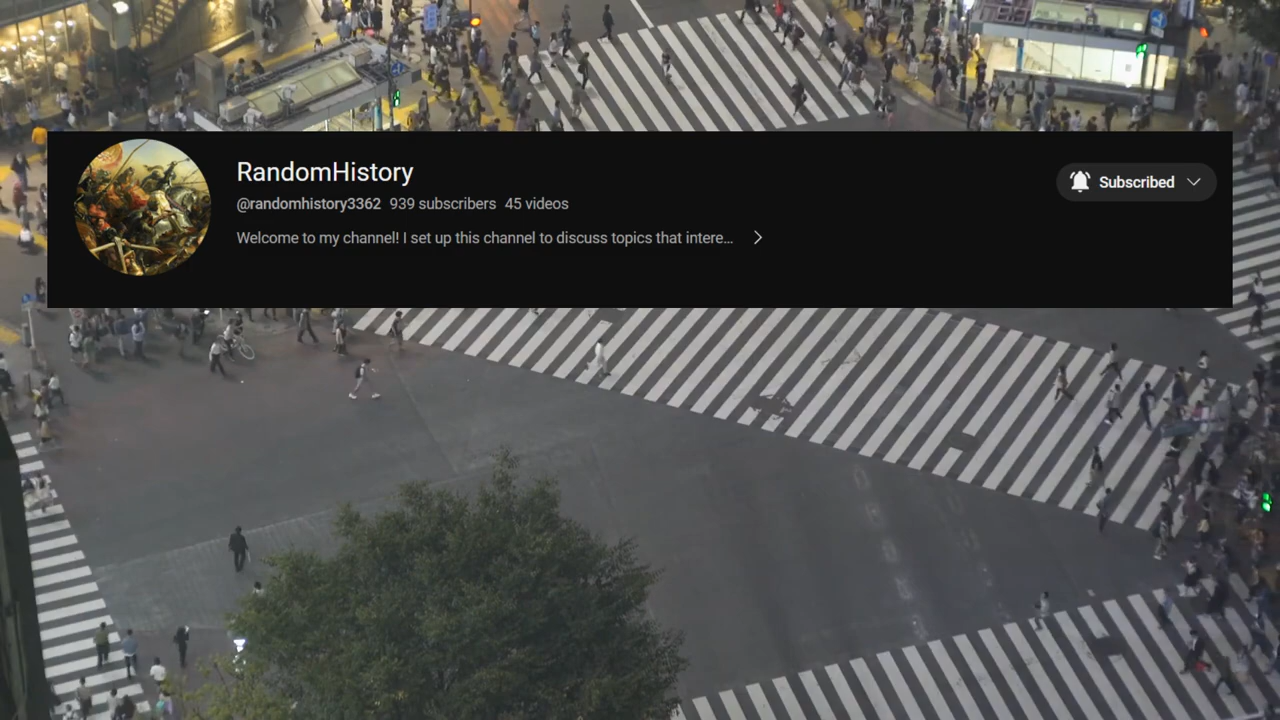 RandomHistory
@randomhistory3362 939 subscribers 45 videos
Subscribed
Welcome to my channel! I set up this channel to discuss topics that intere...